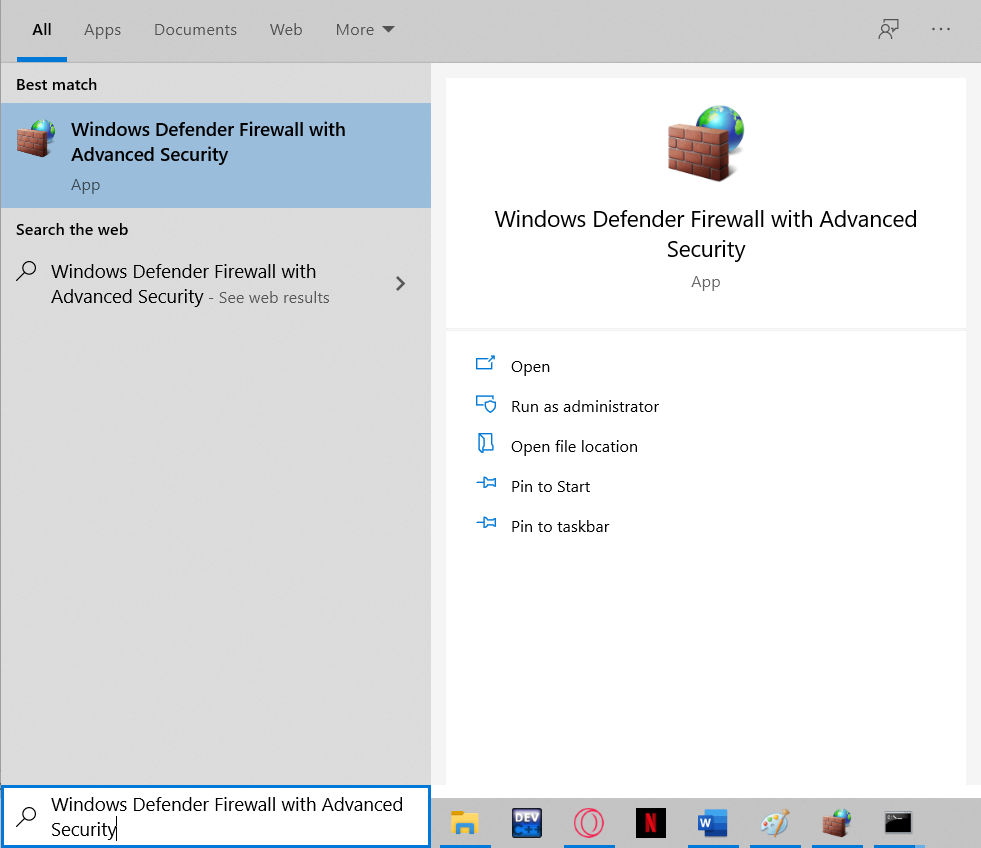 All Apps Documents Web More
Best match
Windows Defender Firewall with
Advanced Security
App
Search the web
Windows Defender Firewall with
Advanced Security - See web results
Windows Defender Firewall with Advanced
Security
App
Open
Run as administrator
Open file location
Pin to Start
Pin to taskbar
Windows Defender Firewall with Advanced
Security
DEV
C++
N
W